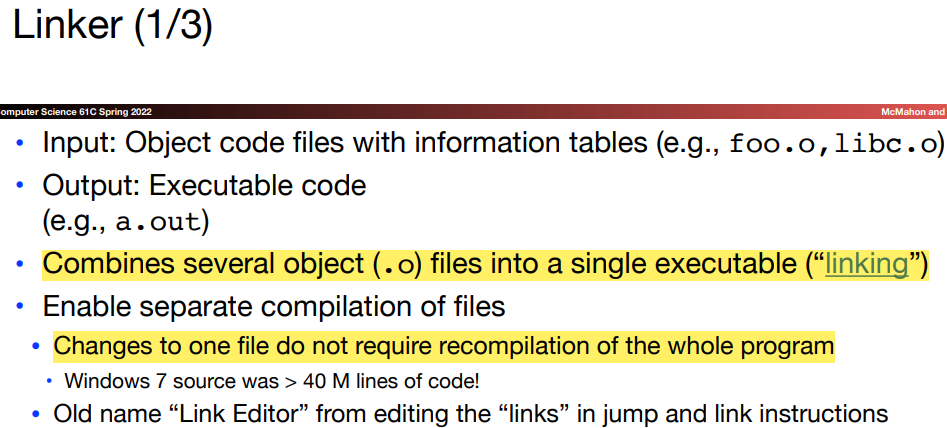 Linker (1/3)
omputer Science 61C Spring 2022
McMahon and
• Input: Object code files with information tables (e.g., foo.o,libc.o)
• Output: Executable code
(e.g., a.out)
• Combines several object (.o) files into a single executable (“linking”)
• Enable separate compilation of files
• Changes to one file do not require recompilation of the whole program
• Windows 7 source was > 40 M lines of code!
• Old name “Link Editor” from editing the “links” in jump and link instructions